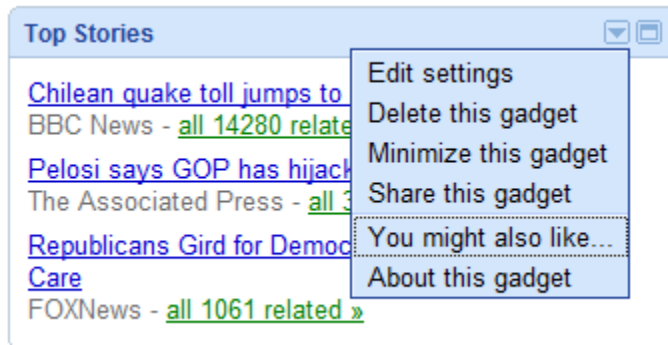 Top Stories
Chilean quake toll jumps to
BBC News - all 14280 relate
Pelosi says GOP has hijack
The Associated Press - all
Republicans Gird for Democ
Care
FOXNews - all 1061 related »
Edit settings
Delete this gadget
Minimize this gadget
Share this gadget
You might also like...
About this gadget